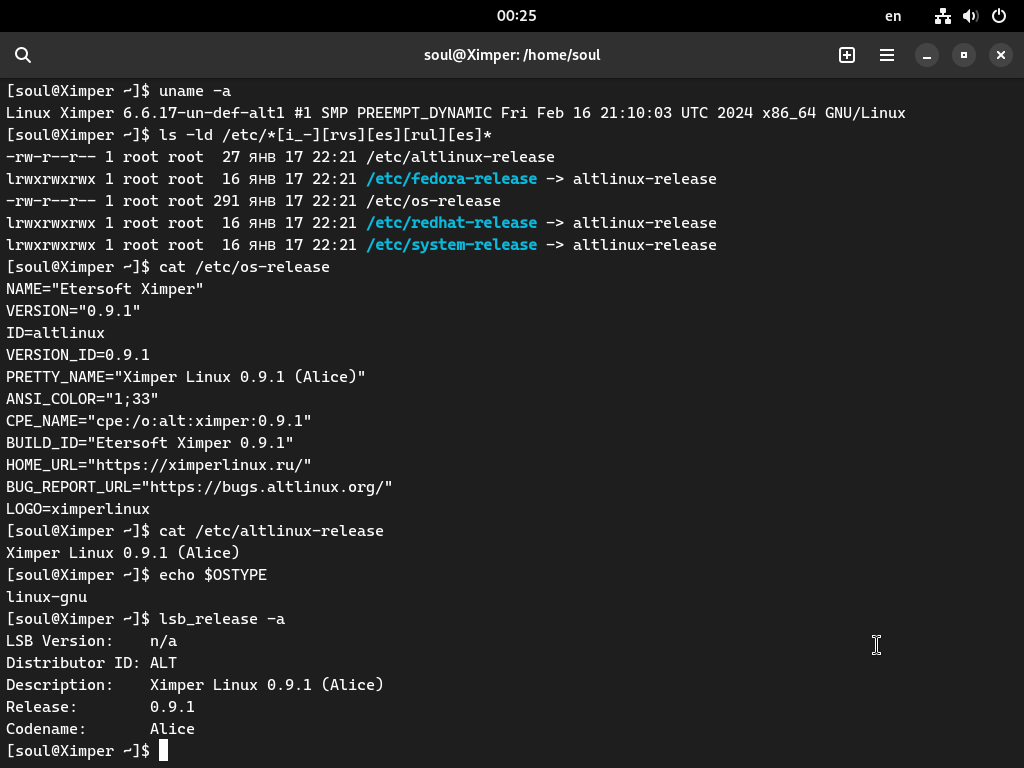 00:25
en
soul@Ximper: /home/soul
[soul@Ximper ~]$ uname -a
Linux Ximper 6.6.17-un-def-alt1 #1 SMP PREEMPT_DYNAMIC Fri Feb 16 21:10:03 UTC 2024 x86_64 GNU/Linux
[soul@Ximper ~]$ ls -ld /etc/*[i_-][rvs][es][rul][es]*
-rw-r--r-- 1 root root  27 янв 17 22:21 /etc/altlinux-release
lrwxrwxrwx 1 root root  16 янв 17 22:21 /etc/fedora-release -> altlinux-release
-rw-r--r-- 1 root root 291 янв 17 22:21 /etc/os-release
lrwxrwxrwx 1 root root  16 янв 17 22:21 /etc/redhat-release -> altlinux-release
lrwxrwxrwx 1 root root  16 янв 17 22:21 /etc/system-release -> altlinux-release
[soul@Ximper ~]$ cat /etc/os-release
NAME="Etersoft Ximper"
VERSION="0.9.1"
ID=altlinux
VERSION_ID=0.9.1
PRETTY_NAME="Ximper Linux 0.9.1 (Alice)"
ANSI_COLOR="1;33"
CPE_NAME="cpe:/o:alt:ximper:0.9.1"
BUILD_ID="Etersoft Ximper 0.9.1"
HOME_URL="https://ximperlinux.ru/"
BUG_REPORT_URL="https://bugs.altlinux.org/"
LOGO=ximperlinux
[soul@Ximper ~]$ cat /etc/altlinux-release
Ximper Linux 0.9.1 (Alice)
[soul@Ximper ~]$ echo $OSTYPE
linux-gnu
[soul@Ximper ~]$ lsb_release -a
LSB Version:    n/a
Distributor ID: ALT
Description:    Ximper Linux 0.9.1 (Alice)
Release:        0.9.1
Codename:       Alice
[soul@Ximper ~]$